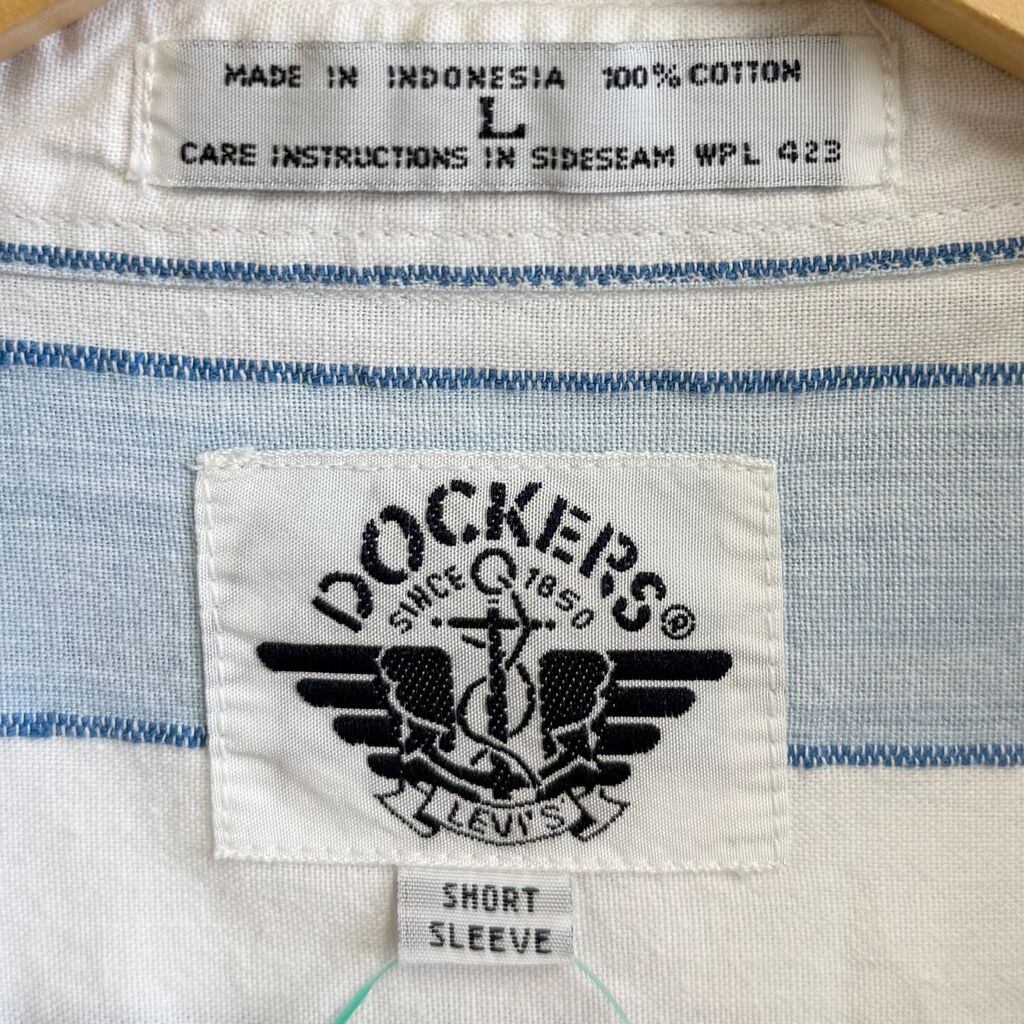 MADE IN INDONESIA 100% COTTON
L
CARE INSTRUCTIONS IN SIDESEAM WPL 423
DOCKERS®
SINCE 1850
LEVI'S
SHORT
SLEEVE